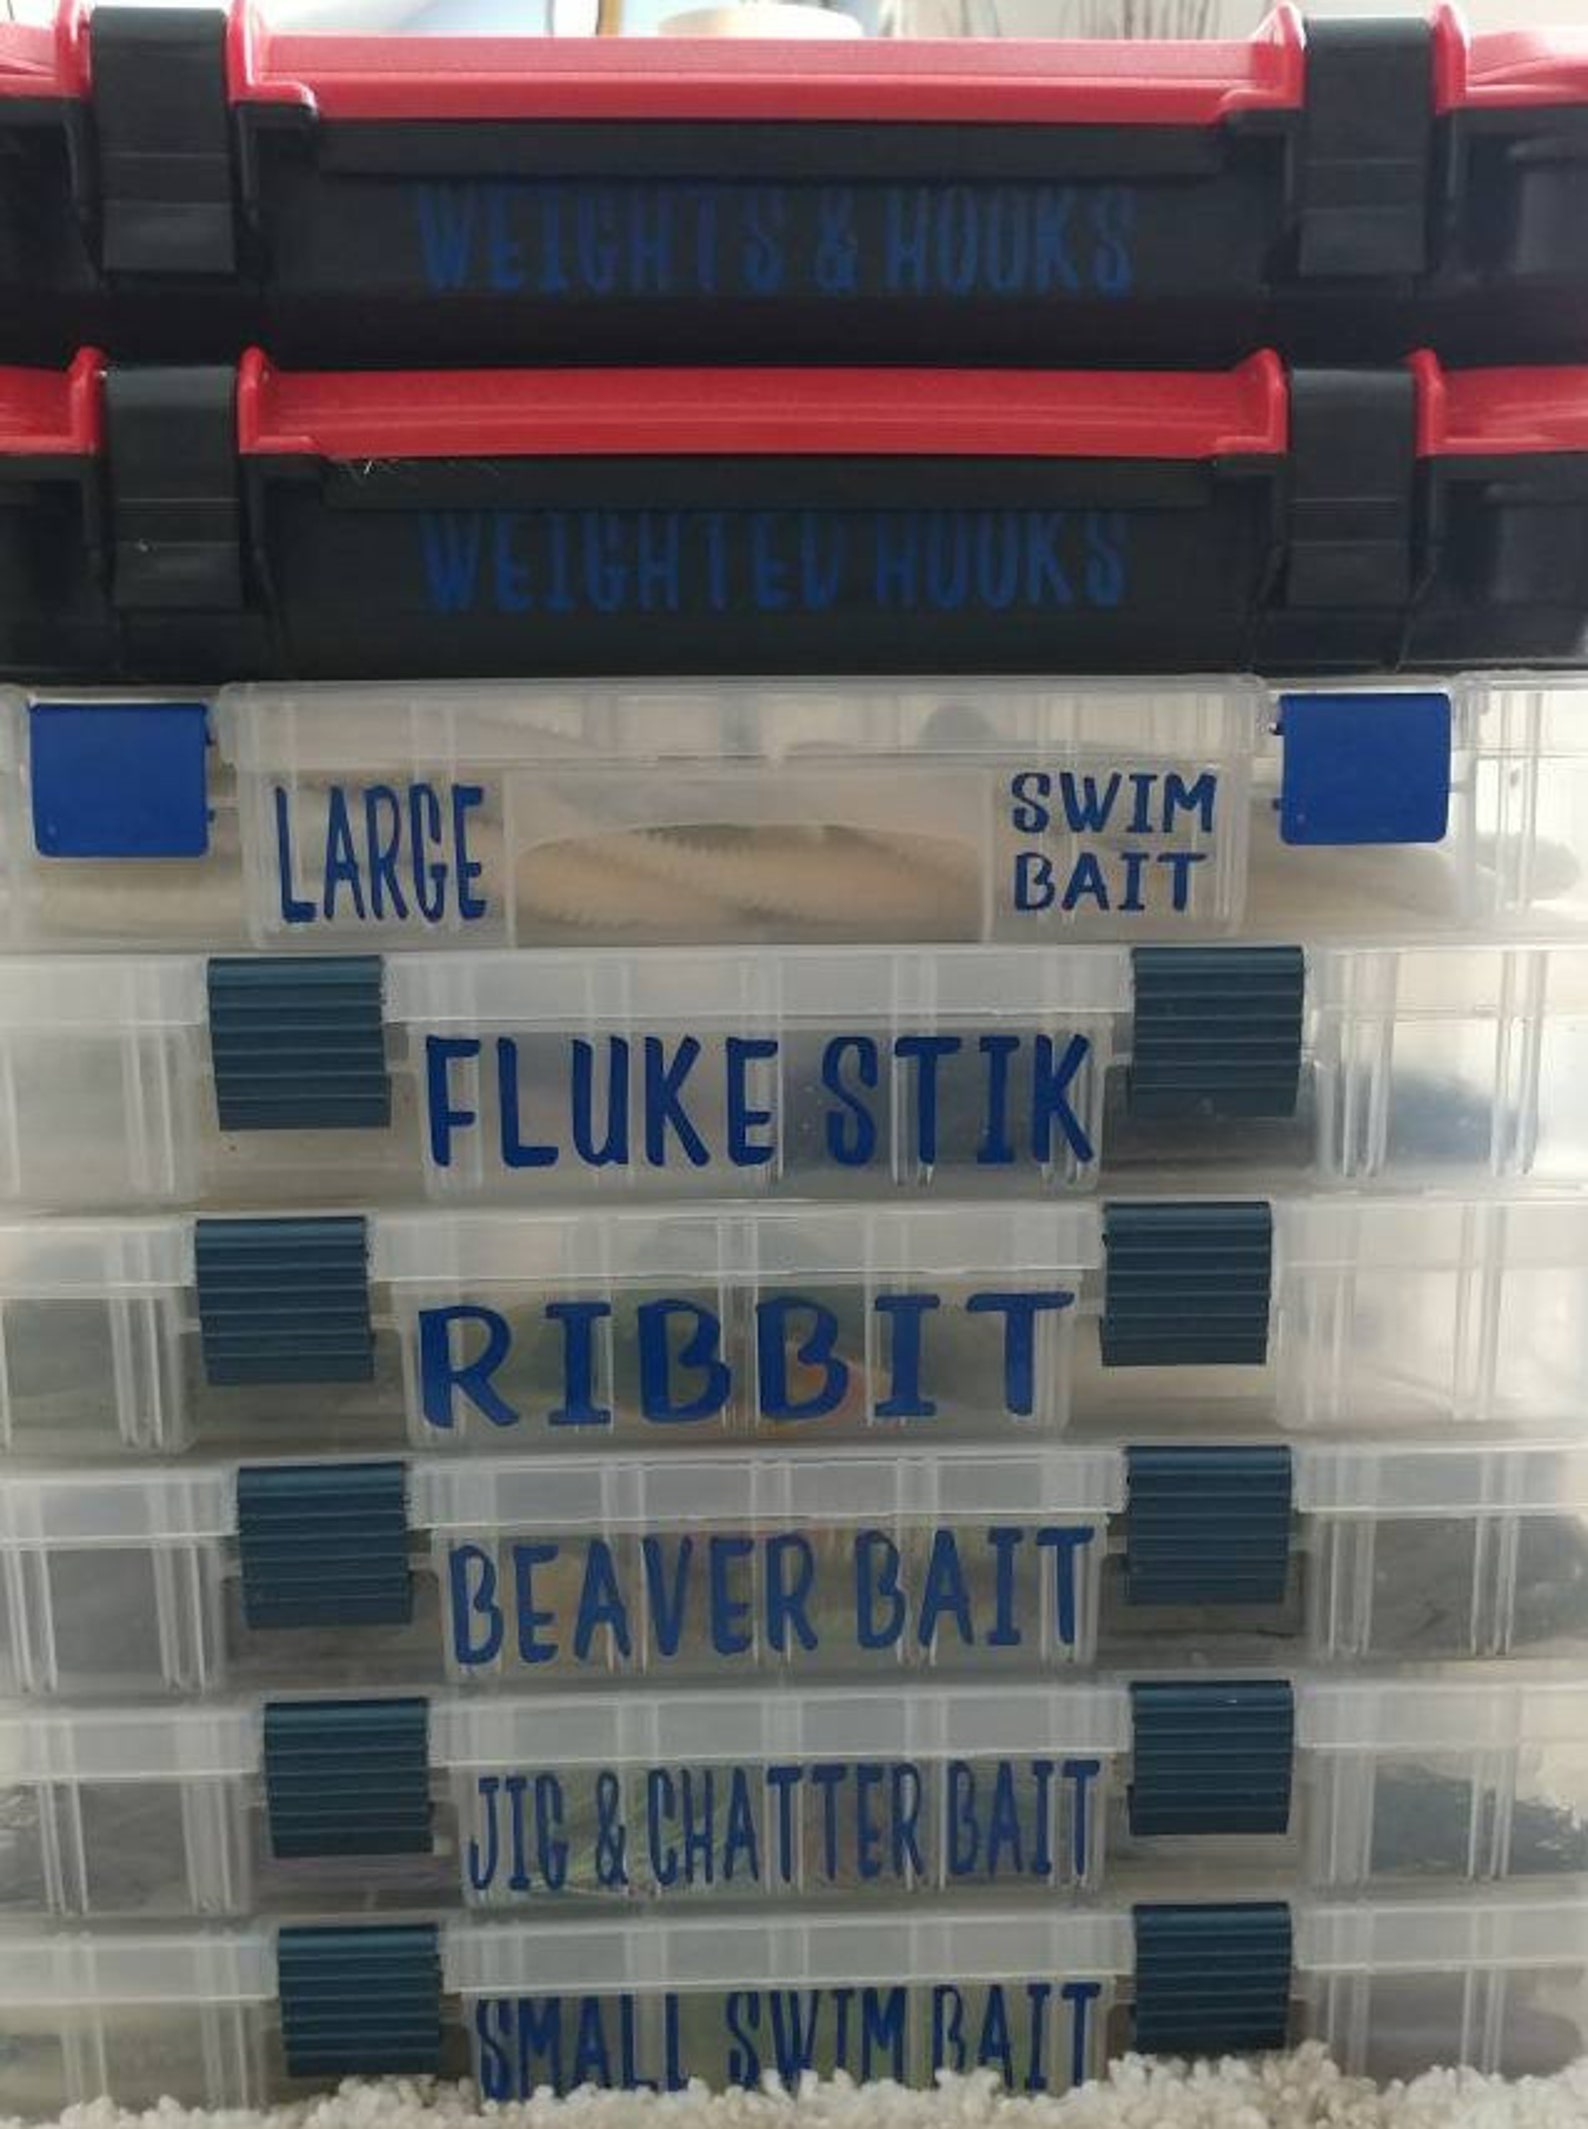 WEIGHTS & HOOKS
WEIGHTED HOOKS
LARGE
SWIM
BAIT
FLUKE STIK
RIBBIT
BEAVER BAIT
JIG & CHATTER BAIT
SMALL SWIM BAIT